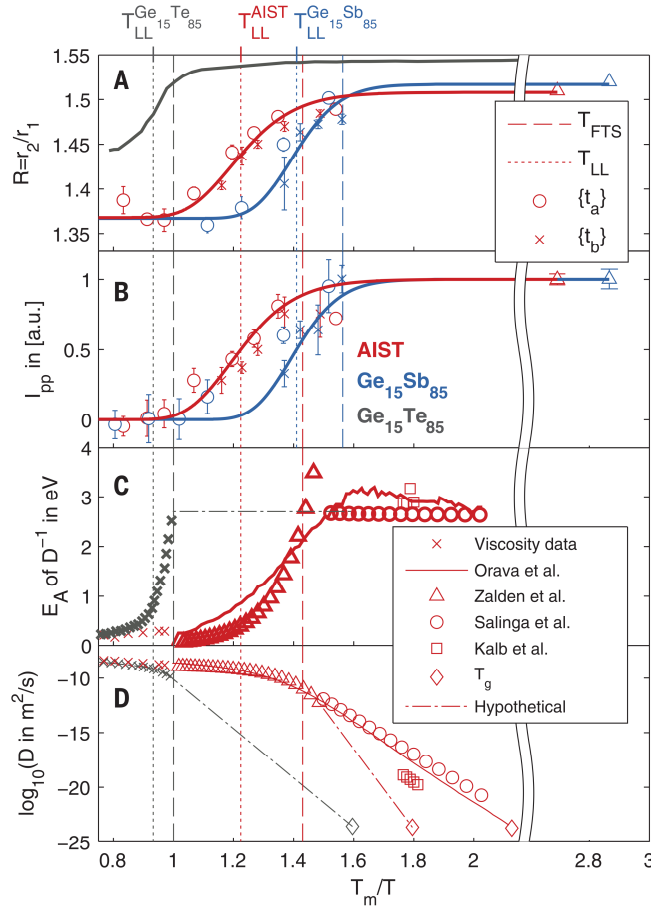 T_LL^Ge₁₅Te₈₅ T_LL^AIST T_LL^Ge₁₅Sb₈₅
A
1.55
1.5
1.45
1.4
1.35
R=r₂/r₁
T_FTS
T_LL
{t_a}
{t_b}
B
1
0.5
0
I_pp in [a.u.]
AIST
Ge₁₅Sb₈₅
Ge₁₅Te₈₅
C
4
3
2
1
0
E_A of D⁻¹ in eV
Viscosity data
Orava et al.
Zalden et al.
Salinga et al.
Kalb et al.
T_g
Hypothetical
D
-10
-15
-20
-25
log₁₀(D in m²/s)
0.8 1 1.2 1.4 1.6 1.8 2 2.8 3
T_m/T